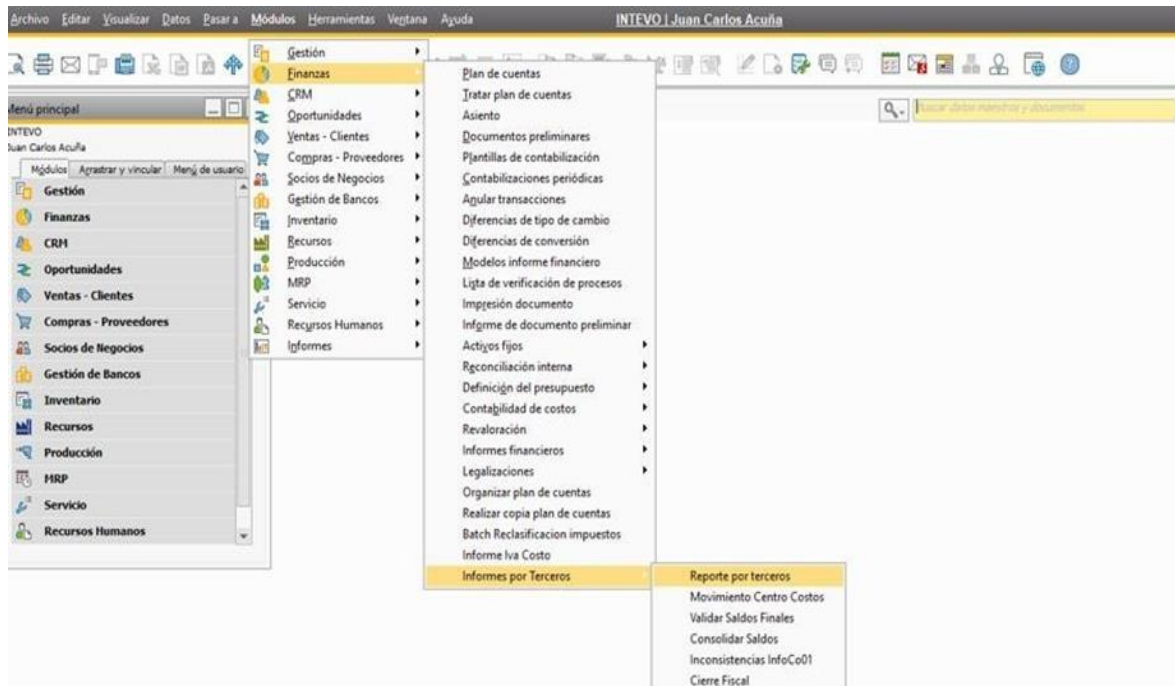 Archivo Editar Visualizar Datos Pasar a Módulos Herramientas Ventana Ayuda INTEVO | Juan Carlos Acuña
Buscar datos maestros y documentos
Menú principal
INTEVO
Juan Carlos Acuña
Módulos Arrastrar y vincular Menú de usuario
Gestión
Finanzas
CRM
Oportunidades
Ventas - Clientes
Compras - Proveedores
Socios de Negocios
Gestión de Bancos
Inventario
Recursos
Producción
MRP
Servicio
Recursos Humanos
Gestión
Finanzas
CRM
Oportunidades
Ventas - Clientes
Compras - Proveedores
Socios de Negocios
Gestión de Bancos
Inventario
Recursos
Producción
MRP
Servicio
Recursos Humanos
Informes
Plan de cuentas
Tratar plan de cuentas
Asiento
Documentos preliminares
Plantillas de contabilización
Contabilizaciones periódicas
Anular transacciones
Diferencias de tipo de cambio
Diferencias de conversión
Modelos informe financiero
Lista de verificación de procesos
Impresión documento
Informe de documento preliminar
Activos fijos
Reconciliación interna
Definición del presupuesto
Contabilidad de costos
Revaloración
Informes financieros
Legalizaciones
Organizar plan de cuentas
Realizar copia plan de cuentas
Batch Reclasificacion impuestos
Informe Iva Costo
Informes por Terceros
Reporte por terceros
Movimiento Centro Costos
Validar Saldos Finales
Consolidar Saldos
Inconsistencias InfoCo01
Cierre Fiscal